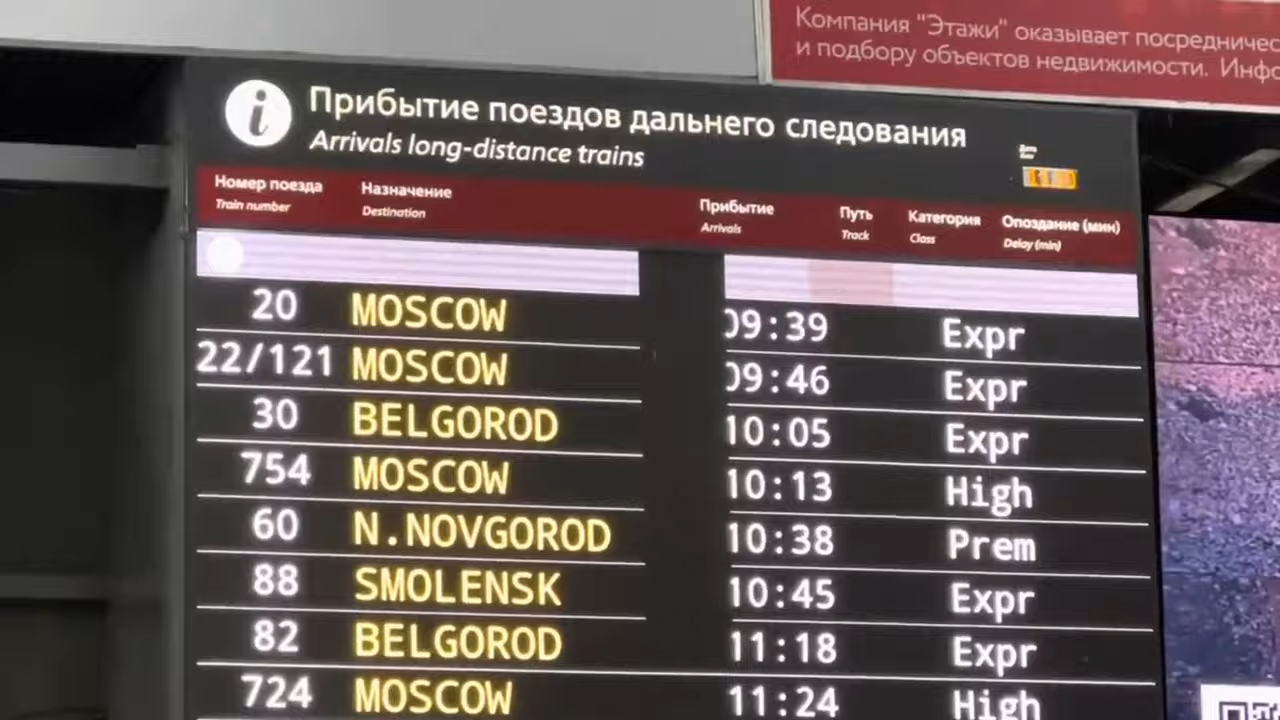 Компания "Этажи" оказывает
и подбору объектов недвижимости.
Прибытие поездов дальнего следования
Arrivals long-distance trains
Номер поезда Назначение Прибытие Путь Категория Опоздание (мин)
Train number Destination Arrivals Track Class Delay (min)
20 MOSCOW 09:39 Expr
22/121 MOSCOW 09:46 Expr
30 BELGOROD 10:05 Expr
754 MOSCOW 10:13 High
60 N.NOVGOROD 10:38 Prem
88 SMOLENSK 10:45 Expr
82 BELGOROD 11:18 Expr
724 MOSCOW 11:24 High